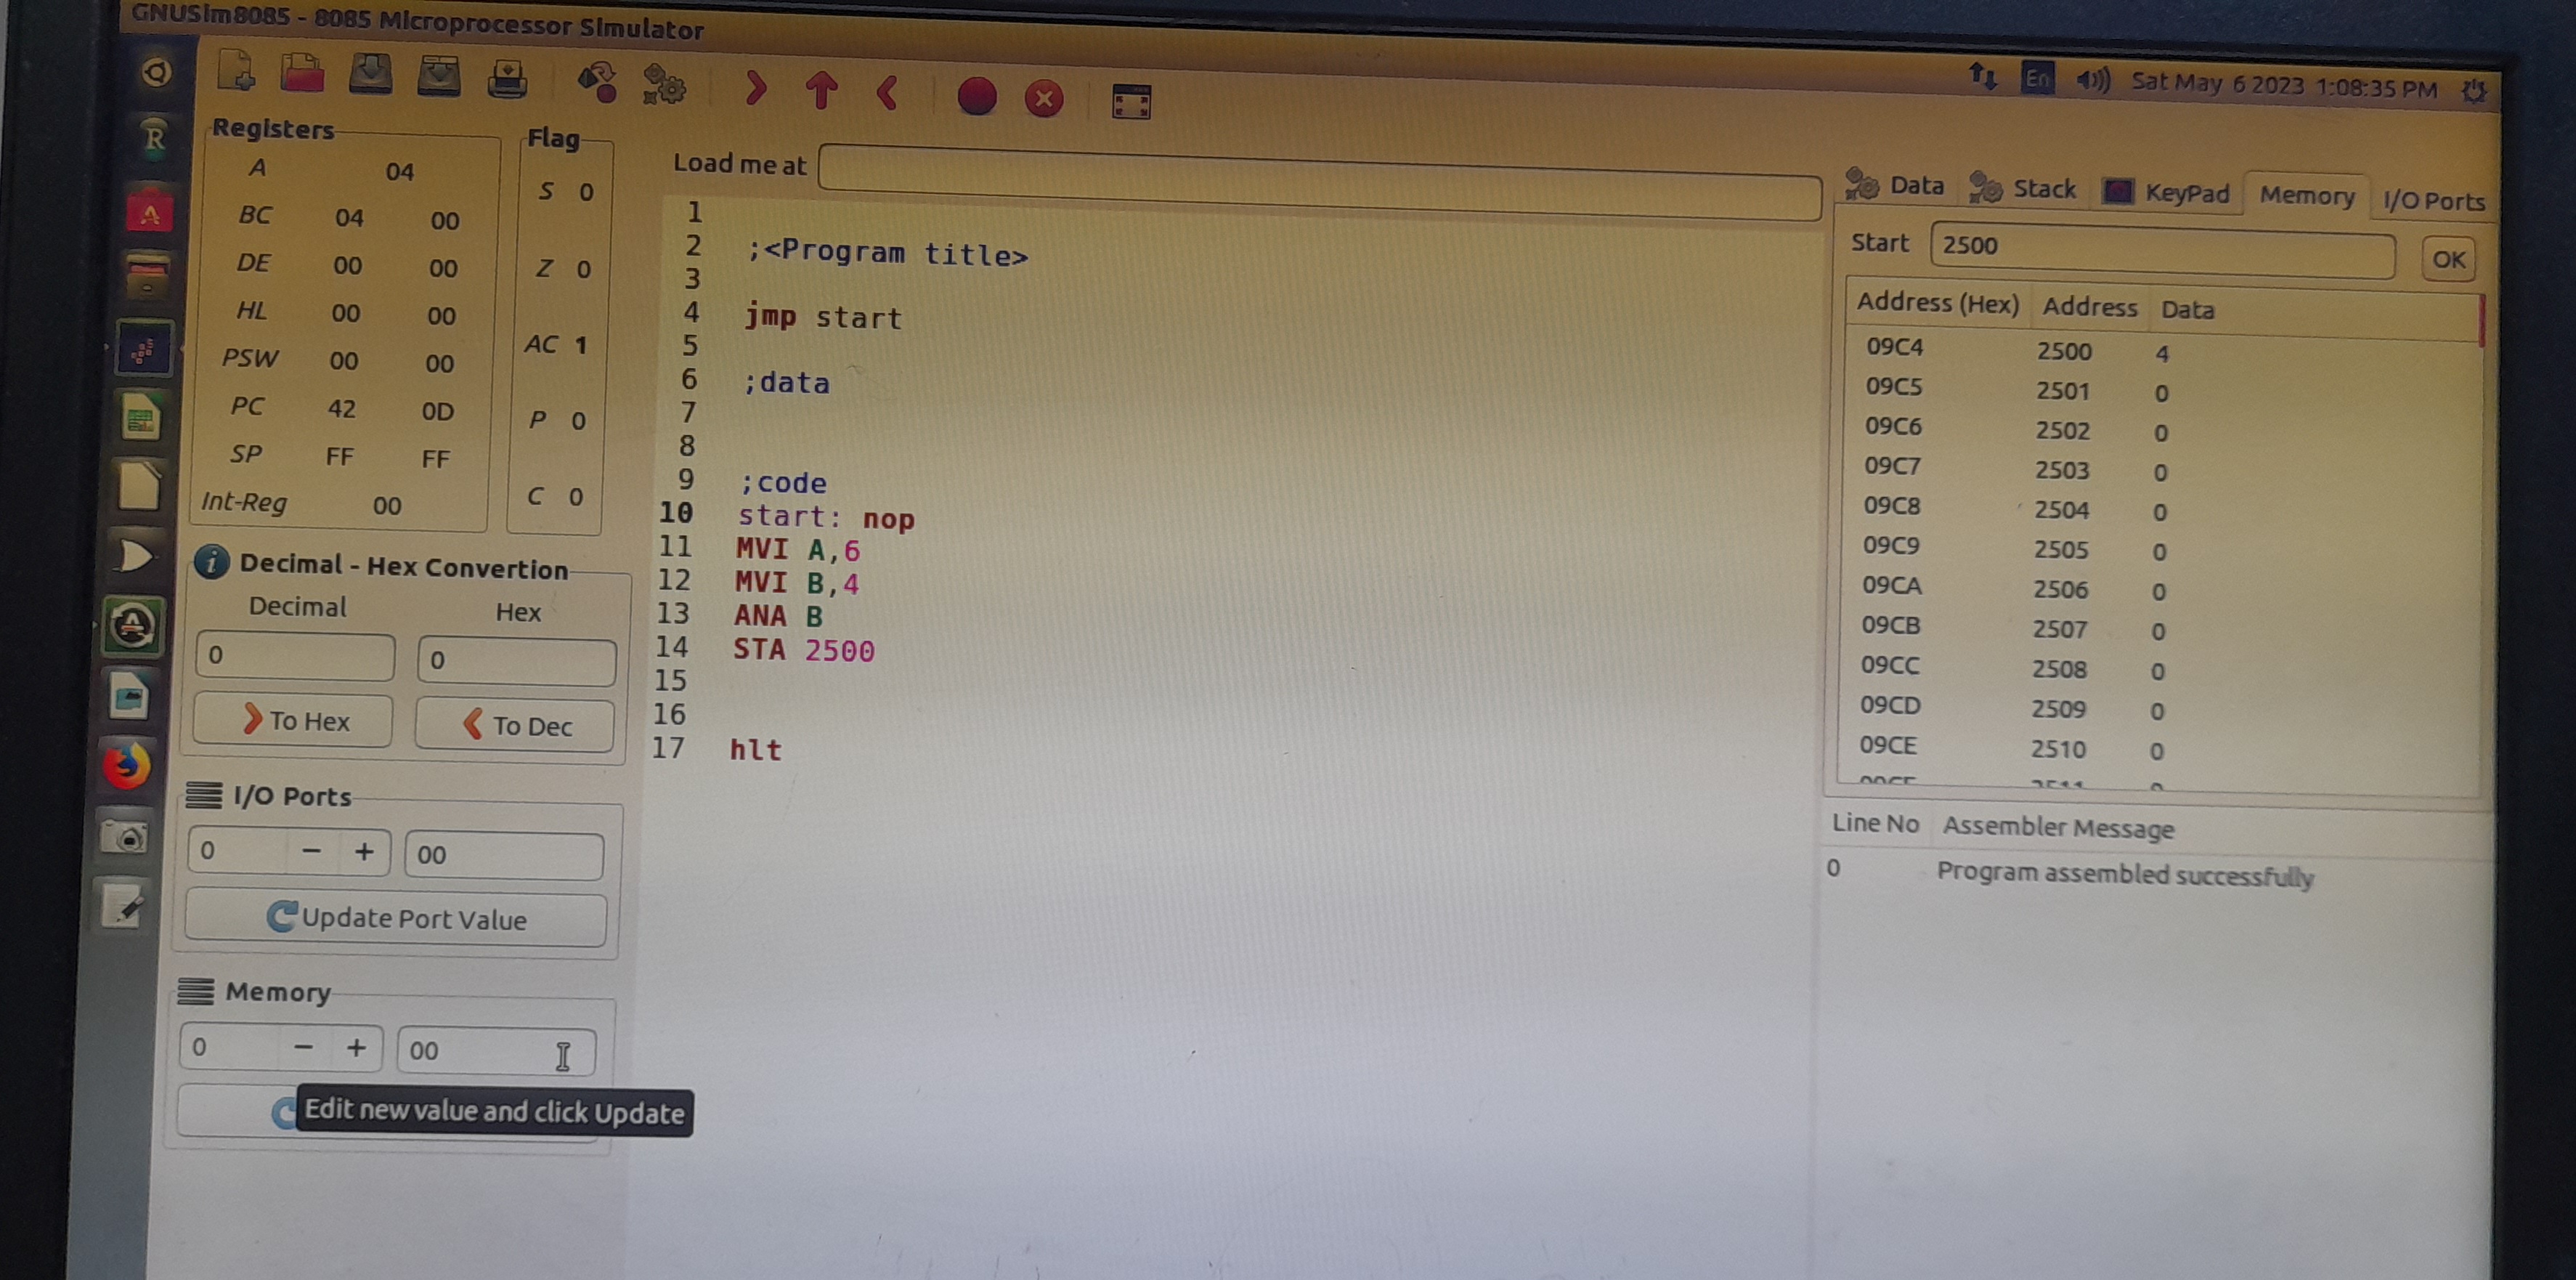 GNUSim8085 - 8085 Microprocessor Simulator
En Sat May 6 2023 1:08:35 PM
Registers
A 04
BC 04 00
DE 00 00
HL 00 00
PSW 00 00
PC 42 0D
SP FF FF
Int-Reg 00
Flag
S 0
Z 0
AC 1
P 0
C 0
Decimal - Hex Convertion
Decimal Hex
0 0
To Hex To Dec
I/O Ports
0 - + 00
Update Port Value
Memory
0 - + 00
Edit new value and click Update
Load me at
1
2 ;<Program title>
3
4 jmp start
5
6 ;data
7
8
9 ;code
10 start: nop
11 MVI A,6
12 MVI B,4
13 ANA B
14 STA 2500
15
16
17 hlt
Data Stack KeyPad Memory I/O Ports
Start 2500 OK
Address (Hex) Address Data
09C4 2500 4
09C5 2501 0
09C6 2502 0
09C7 2503 0
09C8 2504 0
09C9 2505 0
09CA 2506 0
09CB 2507 0
09CC 2508 0
09CD 2509 0
09CE 2510 0
Line No Assembler Message
0 Program assembled successfully